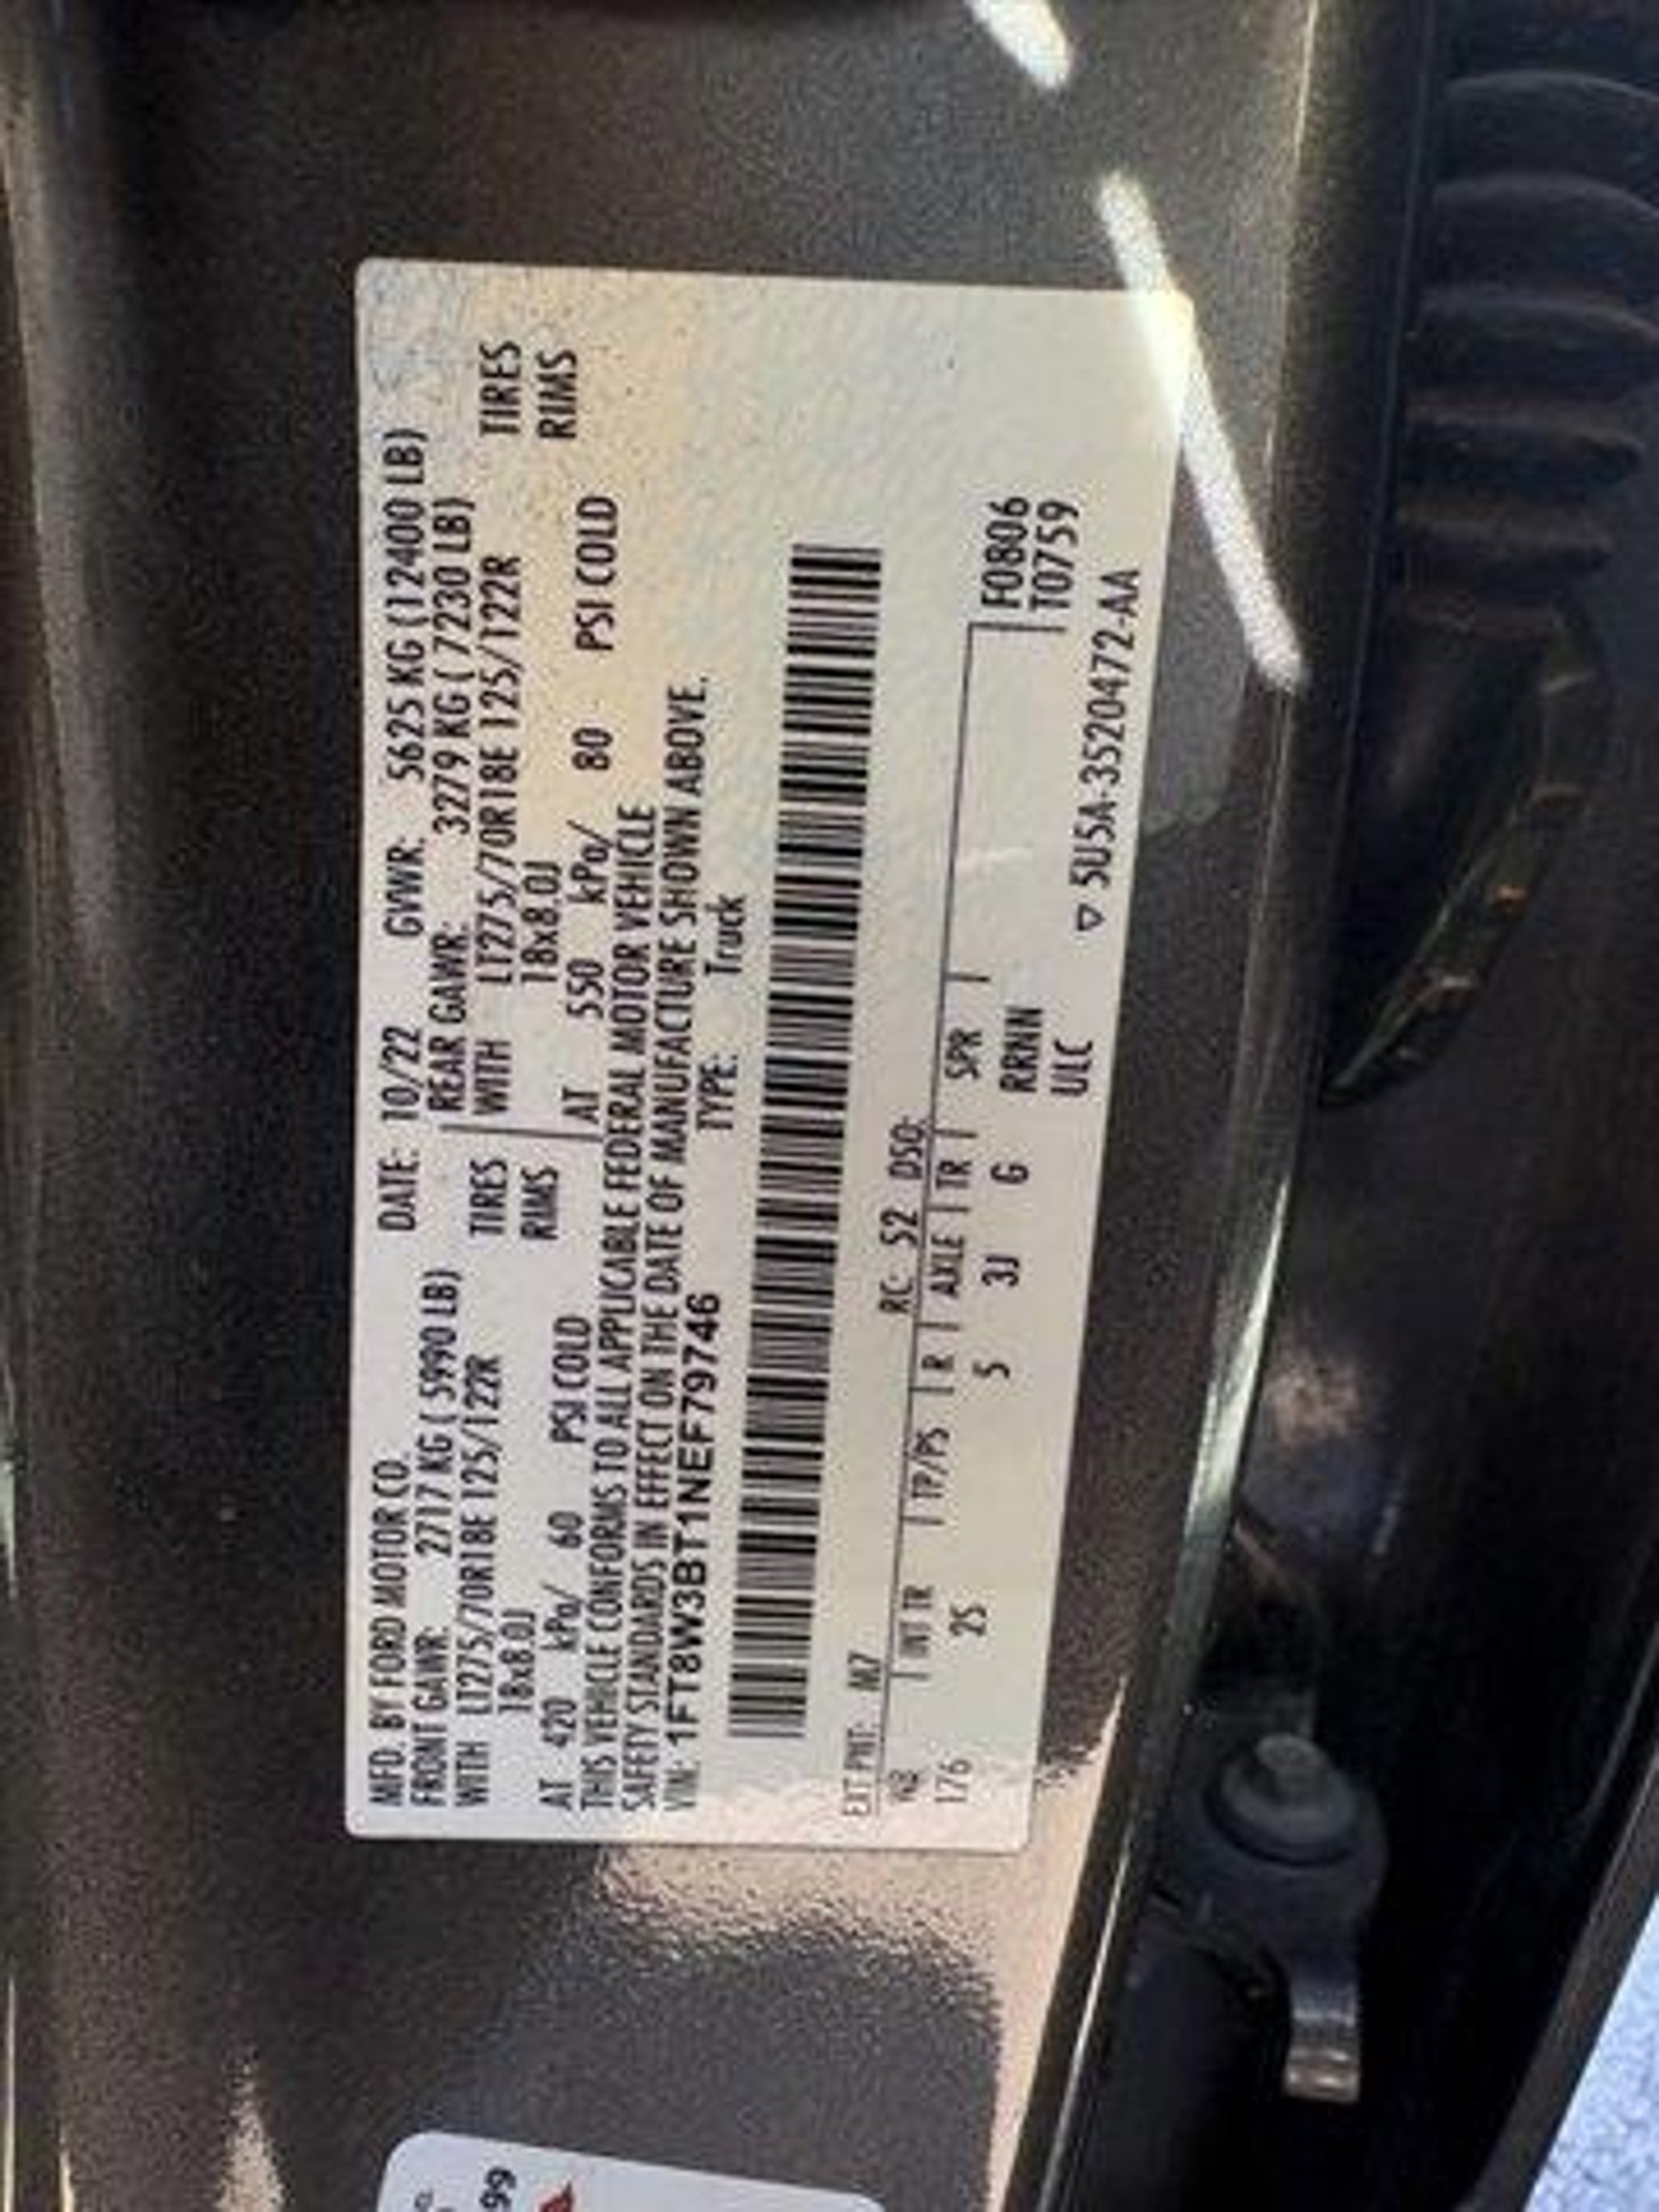 MFD. BY FORD MOTOR CO. DATE: 10/22 GVWR: 5625 KG (12400 LB)
FRONT GAWR: 2717 KG ( 5990 LB) REAR GAWR: 3279 KG ( 7230 LB)
WITH LT275/70R18E 125/122R TIRES WITH LT275/70R18E 125/122R TIRES
18x8.0J RIMS 18x8.0J RIMS
AT 420 kPa/ 60 PSI COLD AT 550 kPa/ 80 PSI COLD
THIS VEHICLE CONFORMS TO ALL APPLICABLE FEDERAL MOTOR VEHICLE
SAFETY STANDARDS IN EFFECT ON THE DATE OF MANUFACTURE SHOWN ABOVE.
VIN: 1FT8W3BT1NEF79746 TYPE: Truck
EXT PNT: M7 RC: 52 DSO:
WB INT TR TP/PS R AXLE TR SPR F0806
176 2S 5 3J G RRNN T0759
ULC
▽ 5U5A-3520472-AA
99